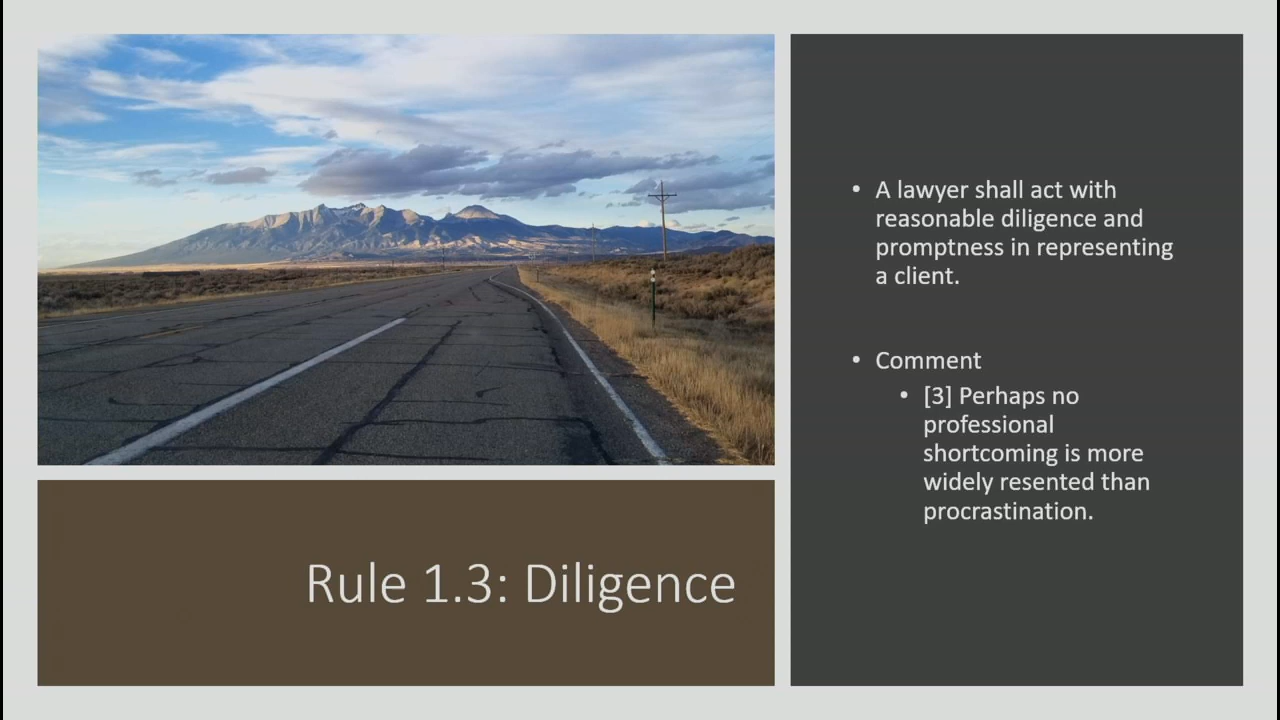 Rule 1.3: Diligence
• A lawyer shall act with
reasonable diligence and
promptness in representing
a client.
• Comment
• [3] Perhaps no
professional
shortcoming is more
widely resented than
procrastination.